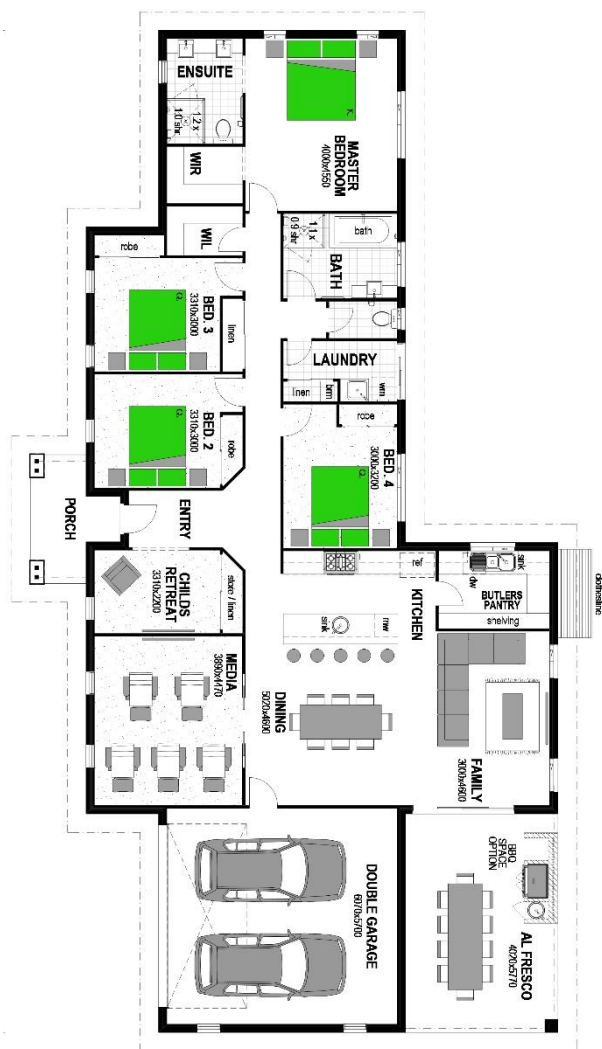 ENSUITE
1.2 x
1.0 shr
K.
MASTER
BEDROOM
4000x4550
WIR
WIL
1.1 x
0.9 shr
bath
BATH
robe
BED. 3
3310x3000
Q.
linen
LAUNDRY
linen
brm
wm
BED. 2
3310x3000
Q.
robe
robe
BED. 4
3000x3200
Q.
PORCH
ENTRY
CHILDS
RETREAT
3310x2200
store / linen
KITCHEN
ref
sink
mw
dw
sink
BUTLERS
PANTRY
shelving
clothesline
MEDIA
3890x4470
DINING
5020x4600
FAMILY
3000x4600
DOUBLE GARAGE
6070x5700
BBQ
SPACE
OPTION
AL FRESCO
4020x5770